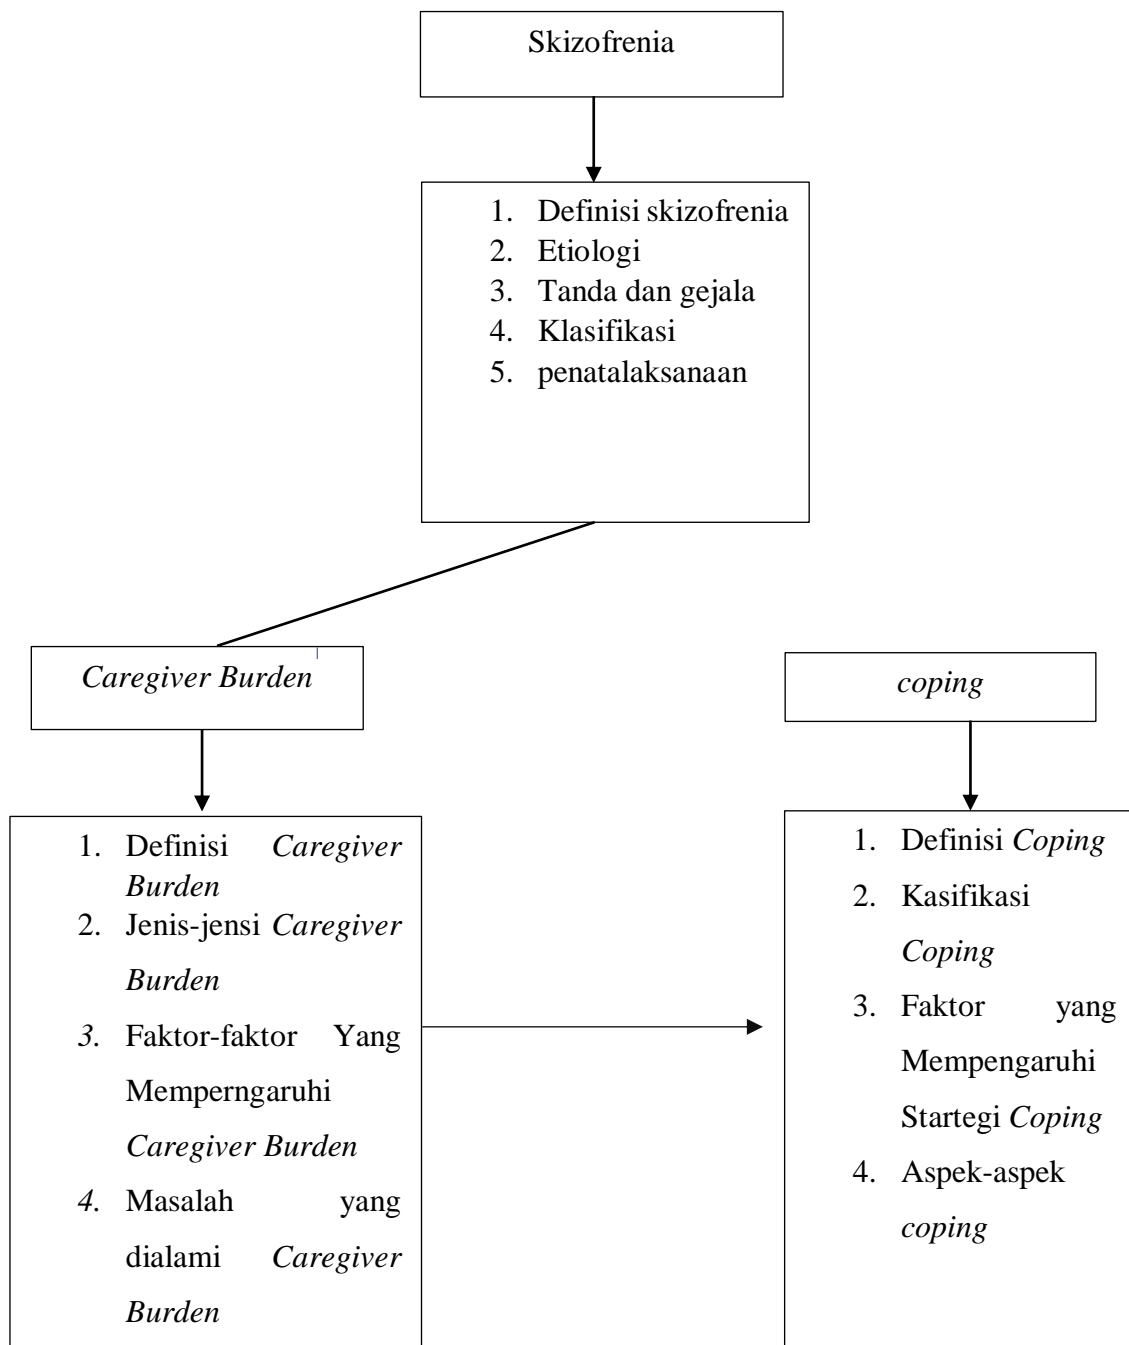 Skizofrenia
1. Definisi skizofrenia
2. Etiologi
3. Tanda dan gejala
4. Klasifikasi
5. penatalaksanaan
Caregiver Burden
1. Definisi Caregiver
Burden
2. Jenis-jensi Caregiver
Burden
3. Faktor-faktor Yang
Memperngaruhi
Caregiver Burden
4. Masalah yang
dialami Caregiver
Burden
coping
1. Definisi Coping
2. Kasifikasi
Coping
3. Faktor yang
Mempengaruhi
Startegi Coping
4. Aspek-aspek
coping